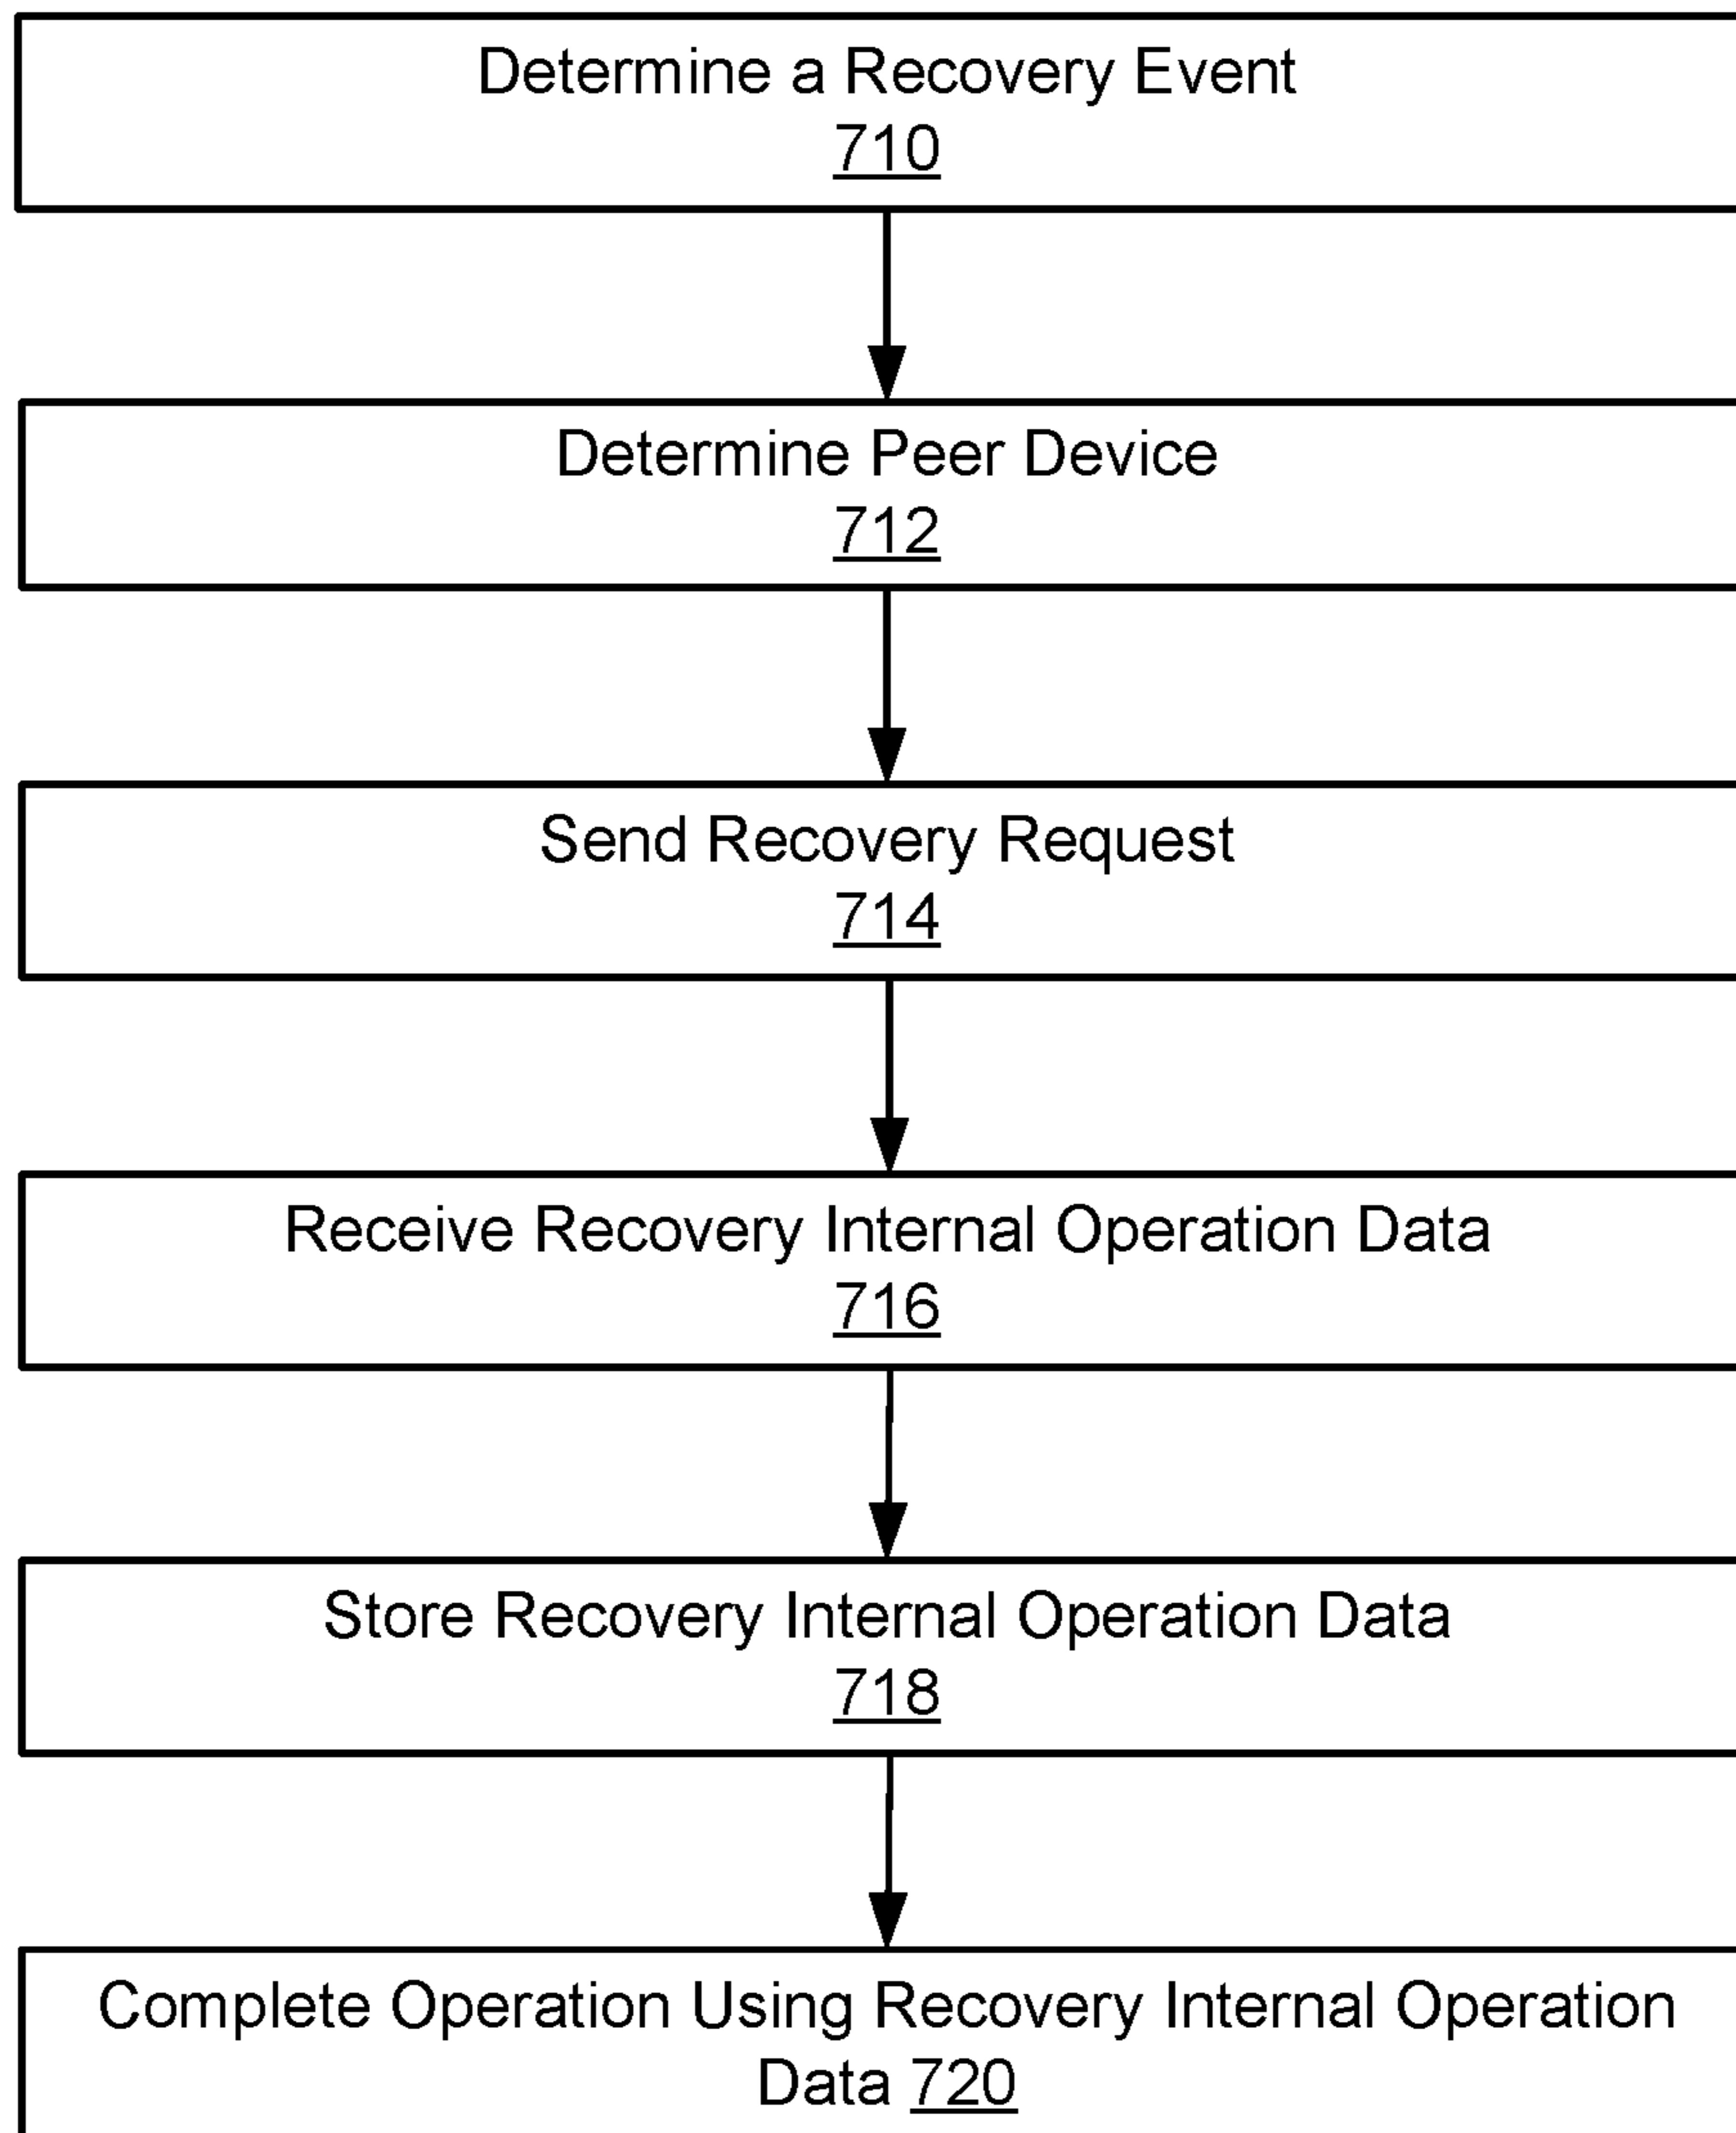 Determine a Recovery Event
710
Determine Peer Device
712
Send Recovery Request
714
Receive Recovery Internal Operation Data
716
Store Recovery Internal Operation Data
718
Complete Operation Using Recovery Internal Operation
Data 720